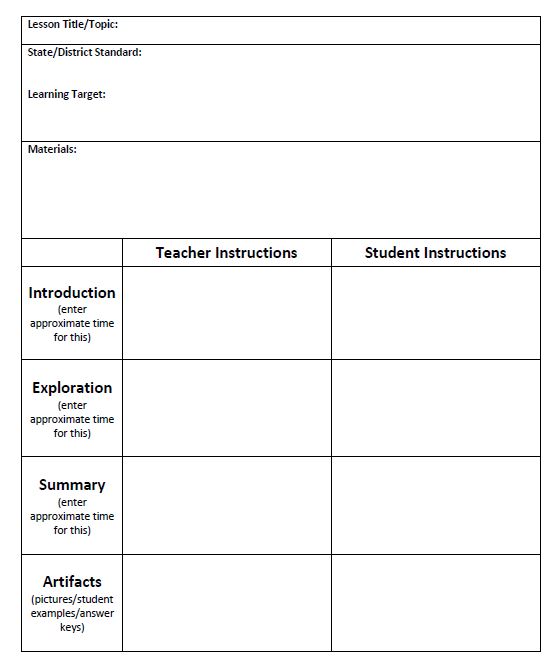 Lesson Title/Topic:
State/District Standard:
Learning Target:
Materials:
Teacher Instructions
Student Instructions
Introduction
(enter
approximate time
for this)
Exploration
(enter
approximate time
for this)
Summary
(enter
approximate time
for this)
Artifacts
(pictures/student
examples/answer
keys)